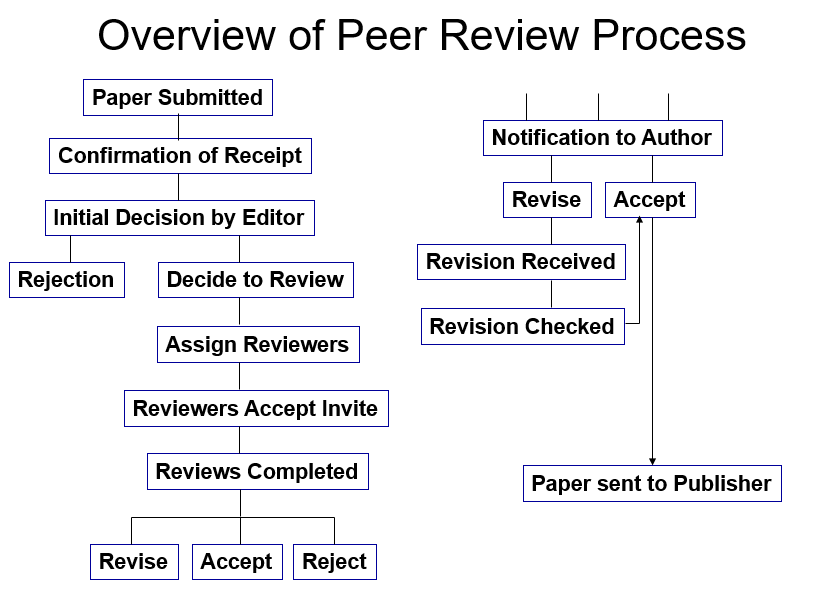 Overview of Peer Review Process
Paper Submitted
Confirmation of Receipt
Initial Decision by Editor
Rejection
Decide to Review
Assign Reviewers
Reviewers Accept Invite
Reviews Completed
Revise
Accept
Reject
Notification to Author
Revise
Accept
Revision Received
Revision Checked
Paper sent to Publisher